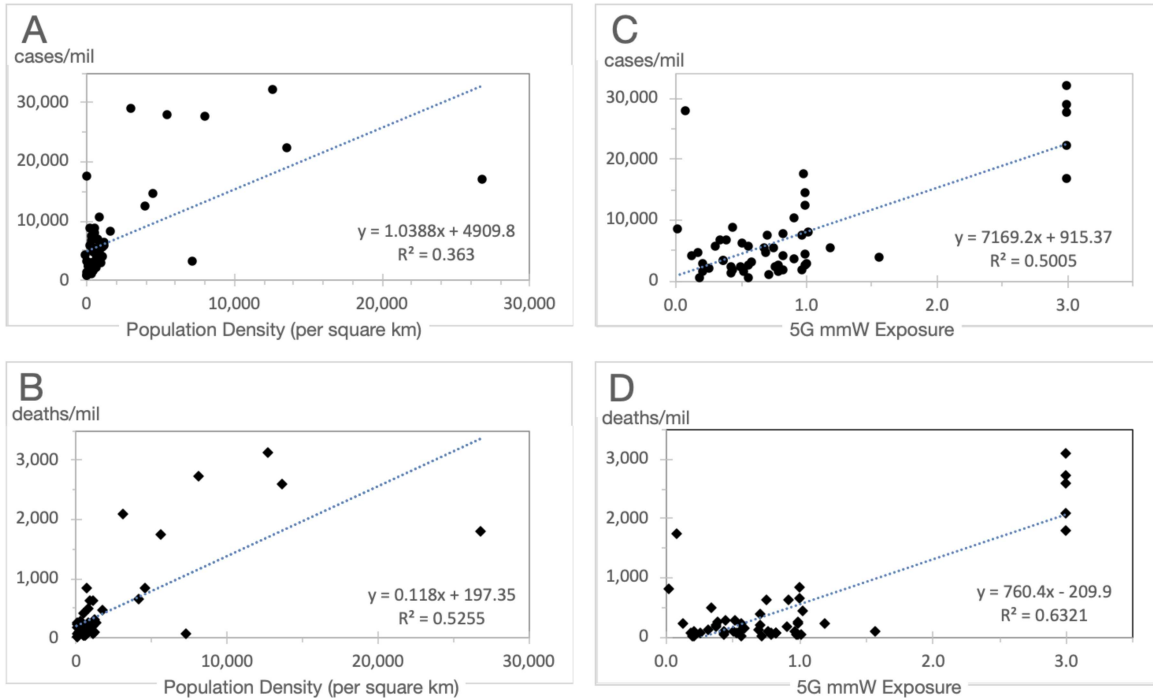 A
cases/mil
30,000
20,000
10,000
0
0
10,000
20,000
30,000
y = 1.0388x + 4909.8
R² = 0.363
Population Density (per square km)
C
cases/mil
30,000
20,000
10,000
0
0.0
1.0
2.0
3.0
y = 7169.2x + 915.37
R² = 0.5005
5G mmW Exposure
B
deaths/mil
3,000
2,000
1,000
0
0
10,000
20,000
30,000
y = 0.118x + 197.35
R² = 0.5255
Population Density (per square km)
D
deaths/mil
3,000
2,000
1,000
0
0.0
1.0
2.0
3.0
y = 760.4x - 209.9
R² = 0.6321
5G mmW Exposure